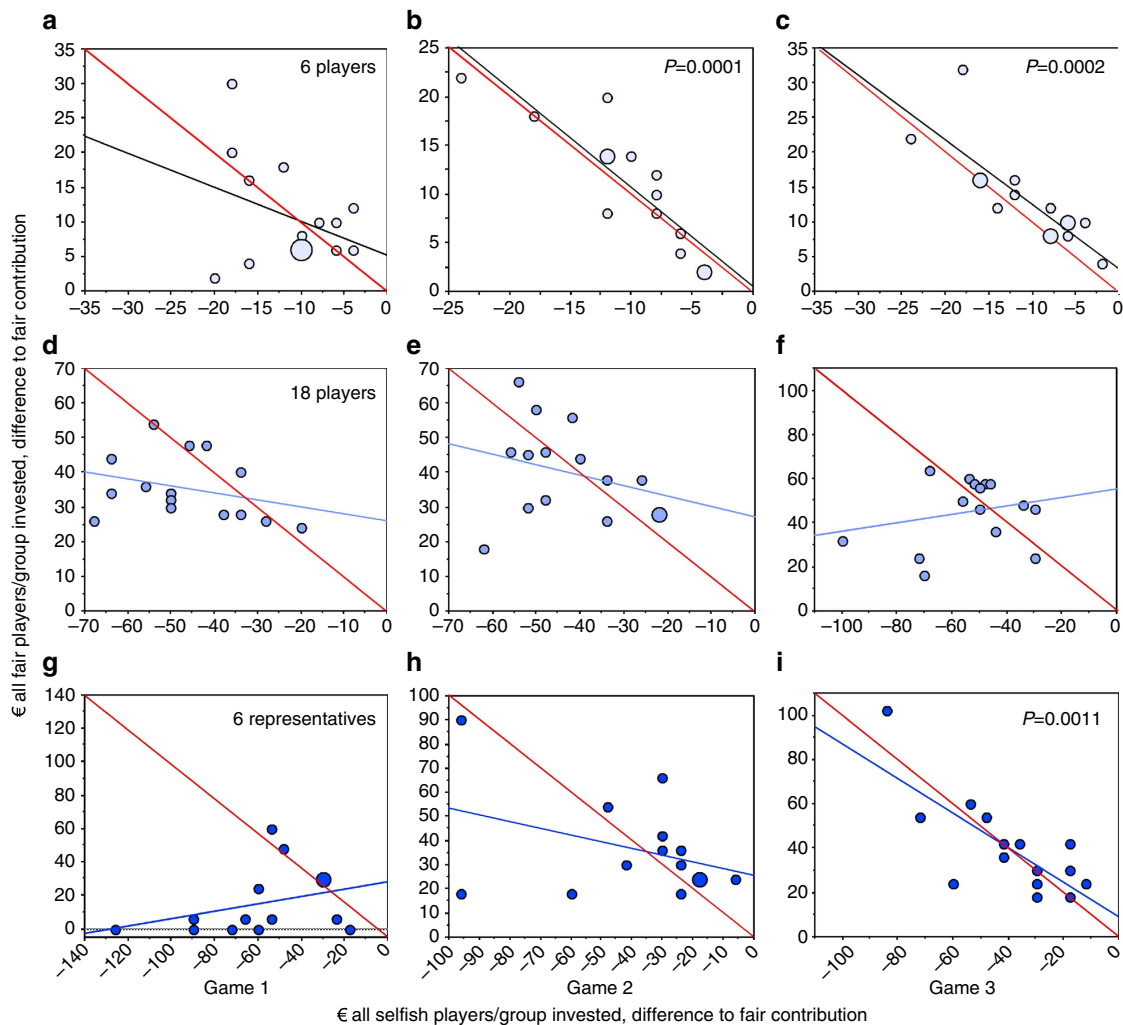 a
b
c
35
30
25
20
15
10
5
0
6 players
−35 −30 −25 −20 −15 −10 −5 0
25
20
15
10
5
0
P=0.0001
−25 −20 −15 −10 −5 0
35
30
25
20
15
10
5
0
P=0.0002
−35 −30 −25 −20 −15 −10 −5 0
€ all fair players/group invested, difference to fair contribution
d
e
f
70
60
50
40
30
20
10
0
18 players
−70 −60 −50 −40 −30 −20 −10 0
70
60
50
40
30
20
10
0
−70 −60 −50 −40 −30 −20 −10 0
100
80
60
40
20
0
−100 −80 −60 −40 −20 0
g
h
i
140
120
100
80
60
40
20
0
6 representatives
−140 −120 −100 −80 −60 −40 −20 0
Game 1
100
90
80
70
60
50
40
30
20
10
0
−100 −90 −80 −70 −60 −50 −40 −30 −20 −10 0
Game 2
100
80
60
40
20
0
P=0.0011
−100 −80 −60 −40 −20 0
Game 3
€ all selfish players/group invested, difference to fair contribution